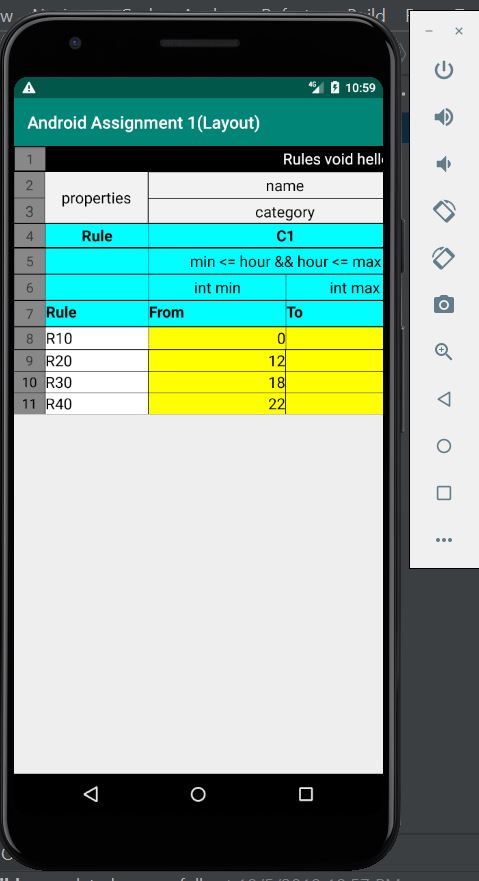 4G 10:59
Android Assignment 1(Layout)
1 Rules void hell
2 properties name
3 category
4 Rule C1
5 min <= hour && hour <= max
6 int min int max
7 Rule From To
8 R10 0
9 R20 12
10 R30 18
11 R40 22